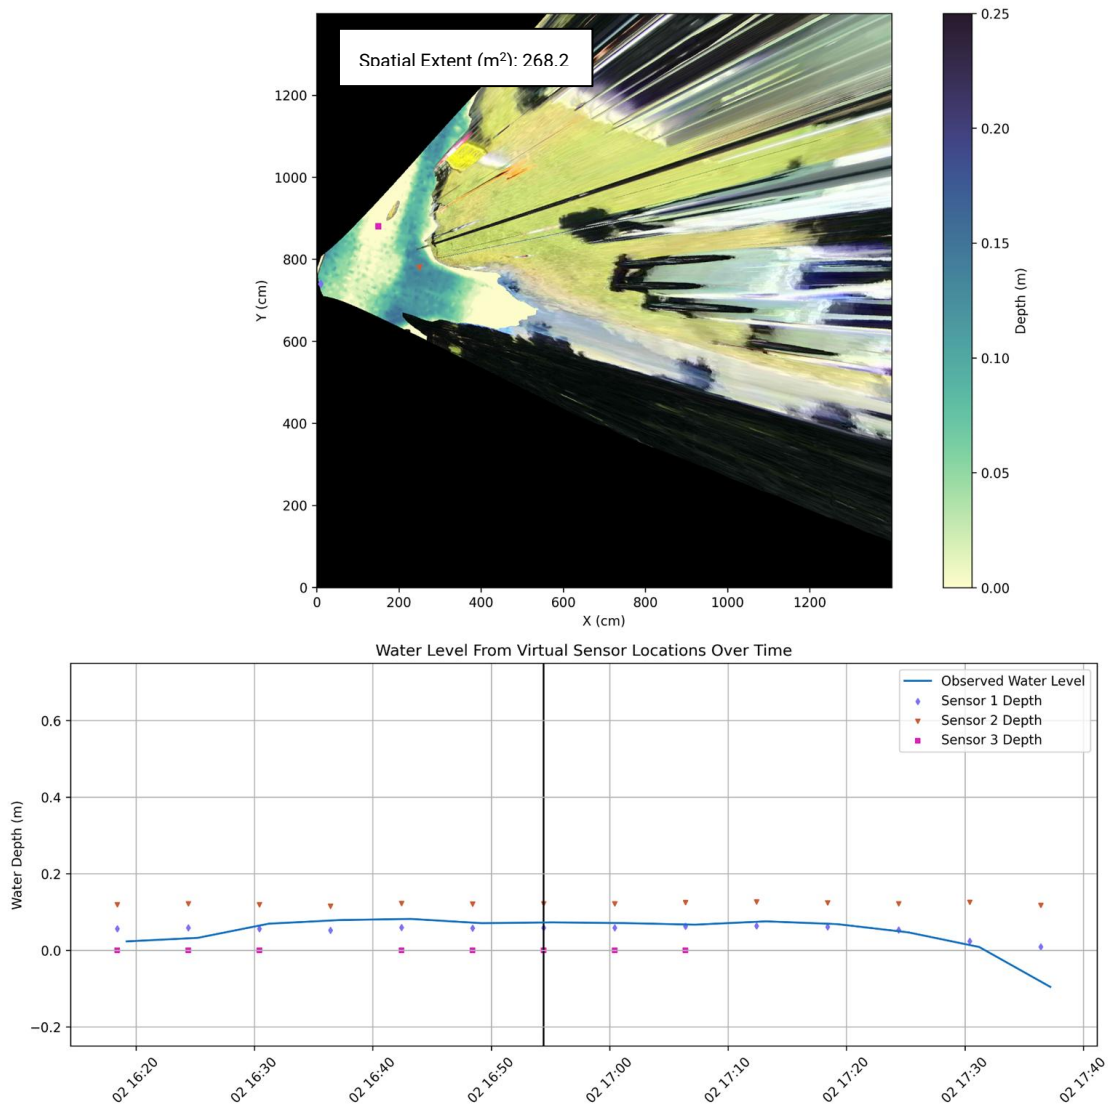 Spatial Extent (m²): 268.2
1200
1000
800
600
400
200
0
Y (cm)
0 200 400 600 800 1000 1200
X (cm)
0.25
0.20
0.15
0.10
0.05
0.00
Depth (m)
Water Level From Virtual Sensor Locations Over Time
Observed Water Level
Sensor 1 Depth
Sensor 2 Depth
Sensor 3 Depth
0.6
0.4
0.2
0.0
−0.2
Water Depth (m)
02 16:20 02 16:30 02 16:40 02 16:50 02 17:00 02 17:10 02 17:20 02 17:30 02 17:40